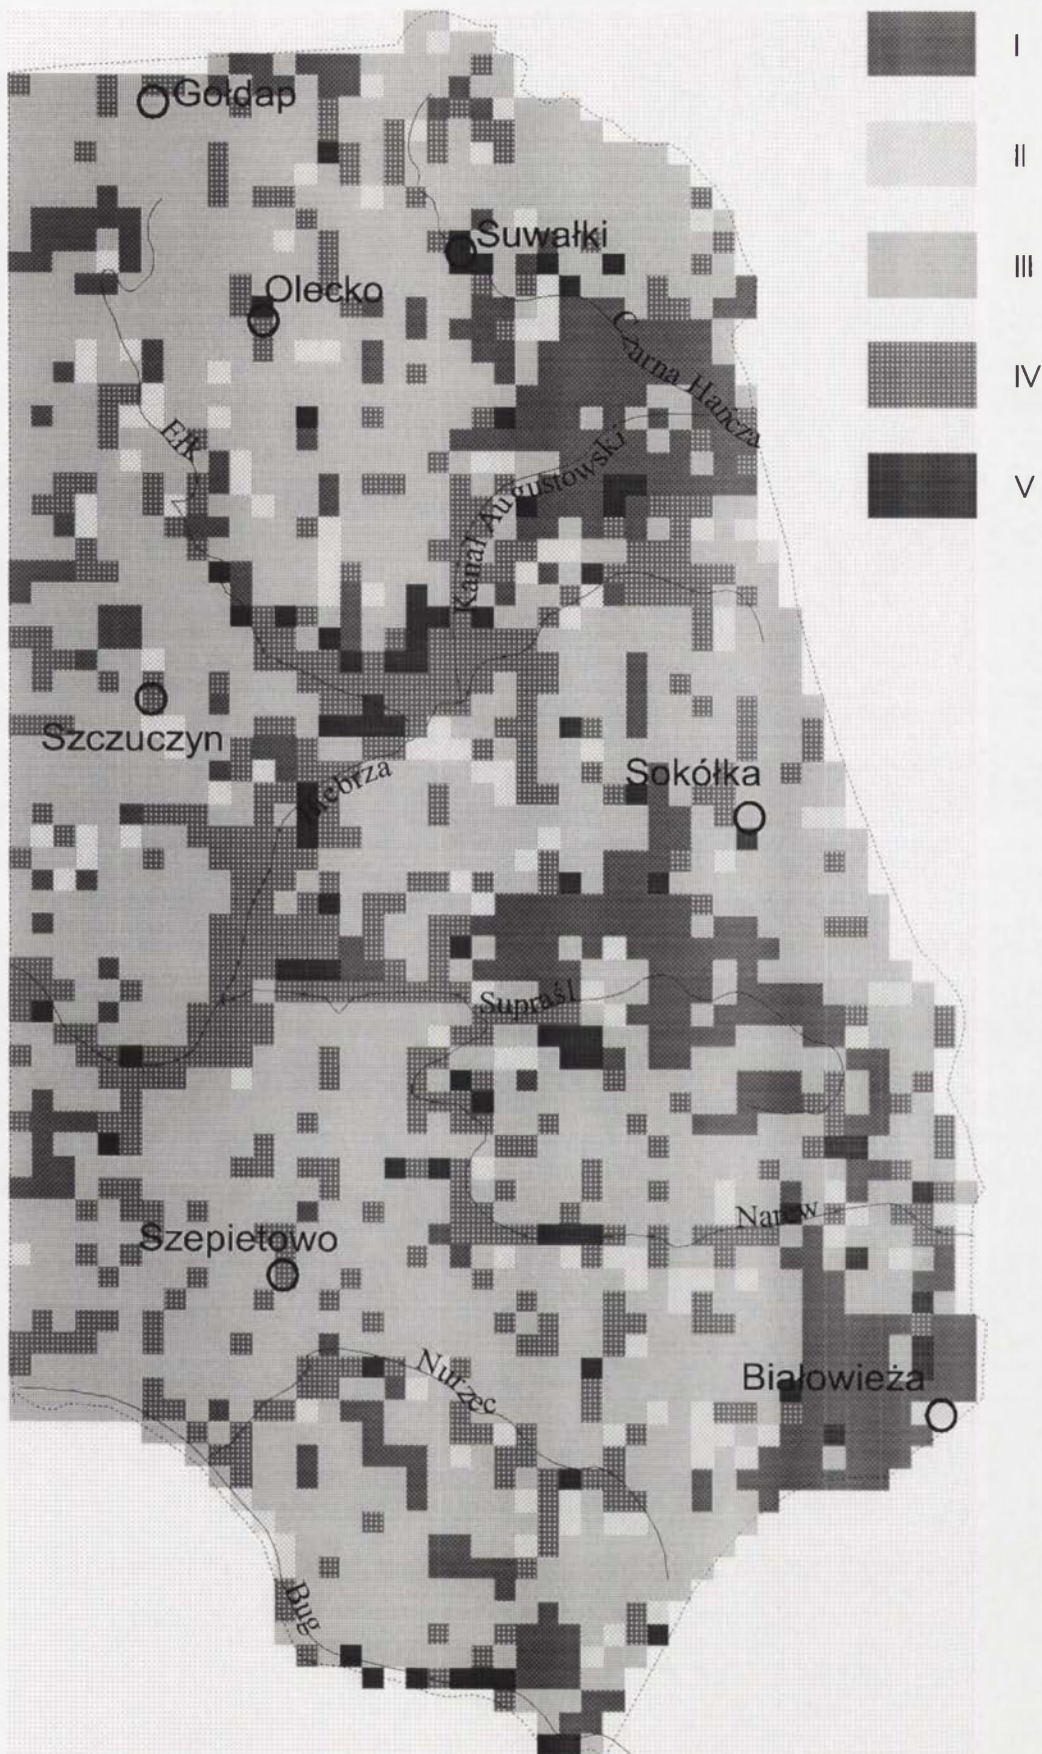 I
Gołdap
II
Suwałki
III
Olecko
Czarna Hańcza
IV
Ełk
Kanał Augustowski
V
Szczuczyn
Biebrza
Sokółka
Supraśl
Narew
Szepietowo
Nurzec
Białowieża
Bug